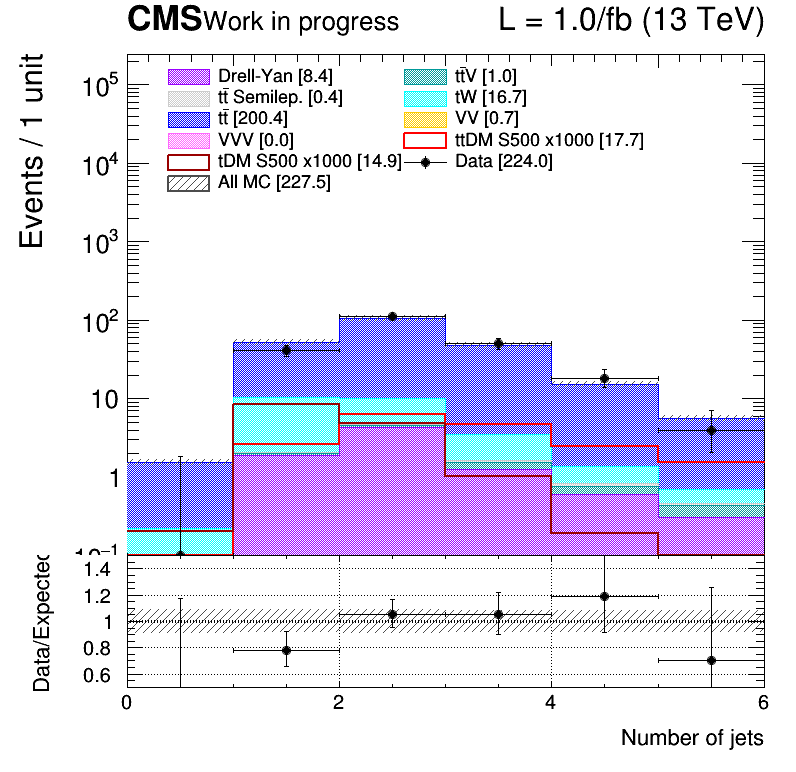 CMS Work in progress L = 1.0/fb (13 TeV)
Events / 1 unit
Drell-Yan [8.4] tt̄V [1.0]
tt̄ Semilep. [0.4] tW [16.7]
tt̄ [200.4] VV [0.7]
VVV [0.0] ttDM S500 x1000 [17.7]
tDM S500 x1000 [14.9] Data [224.0]
All MC [227.5]
10⁵
10⁴
10³
10²
10
1
10⁻¹
Data/Expected
1.4
1.2
1
0.8
0.6
0 2 4 6
Number of jets